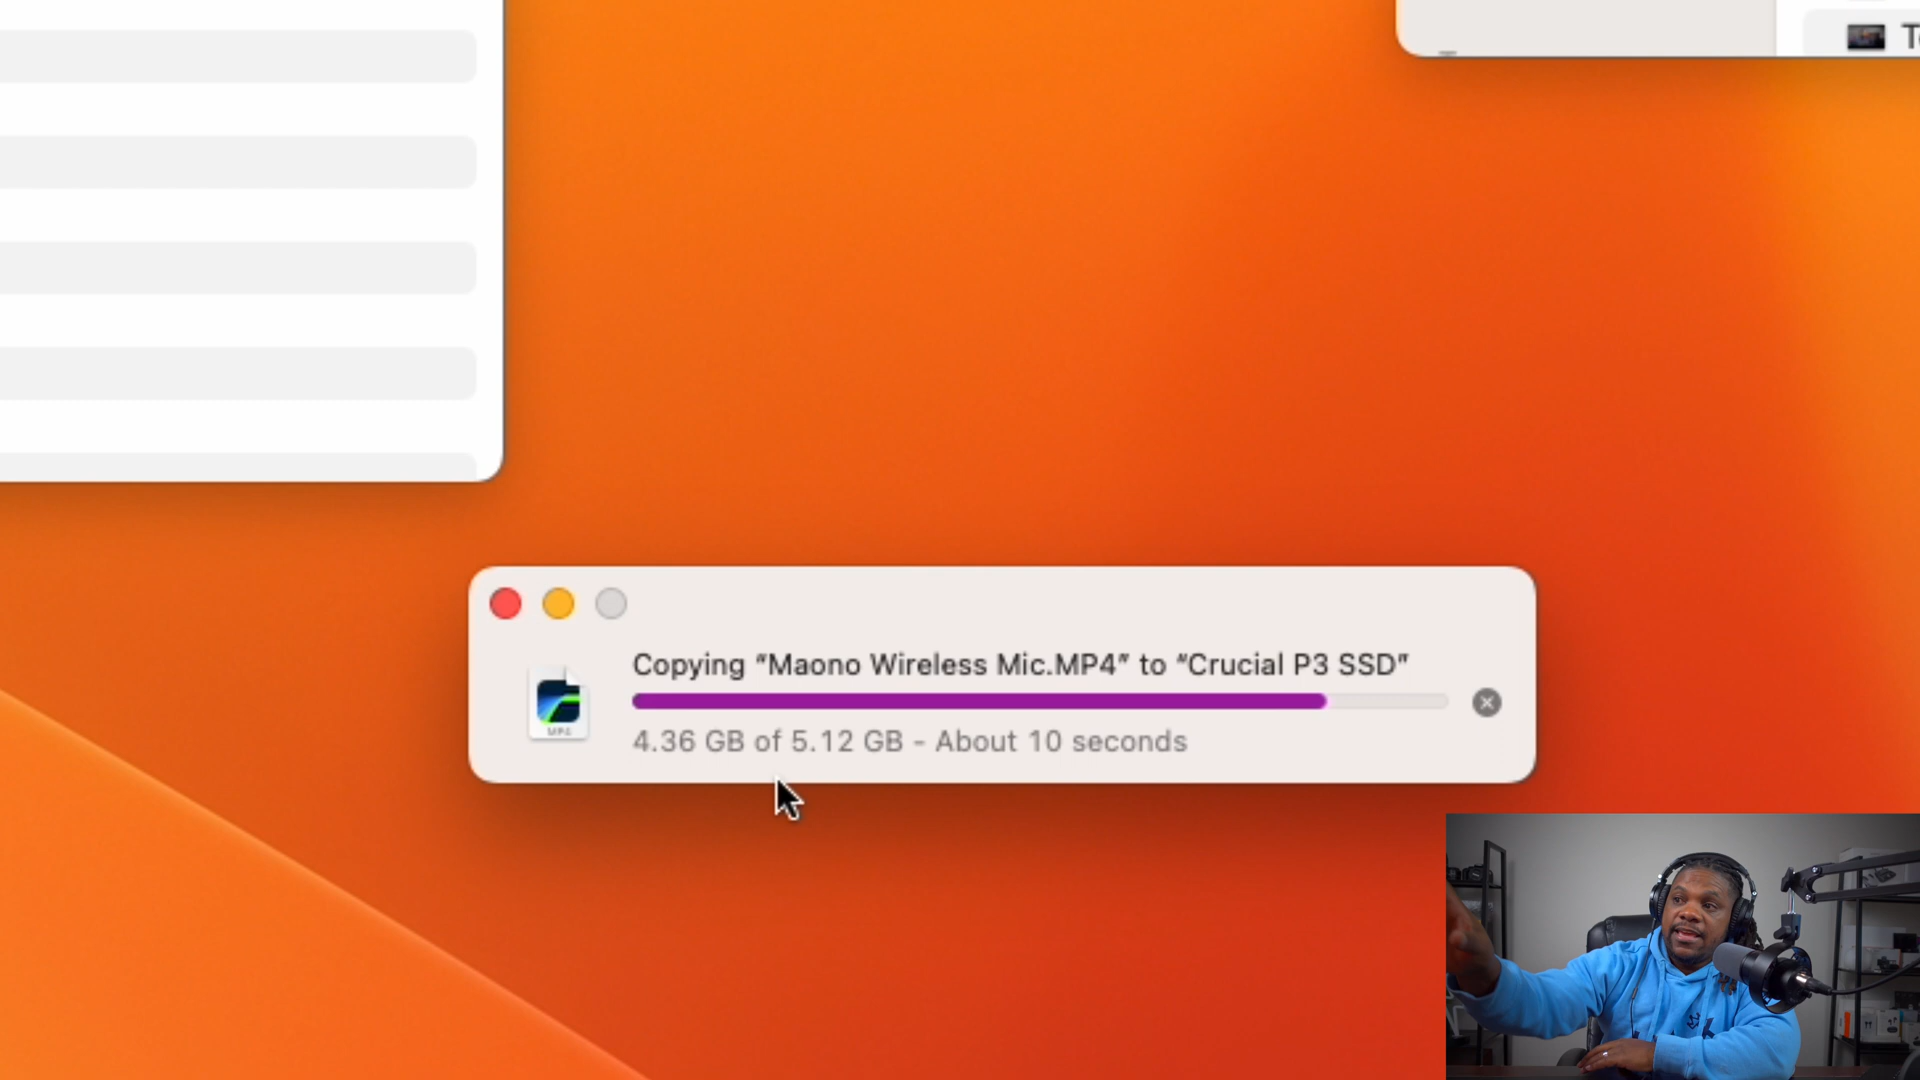 Copying “Maono Wireless Mic.MP4” to “Crucial P3 SSD”
4.36 GB of 5.12 GB – About 10 seconds
MP4